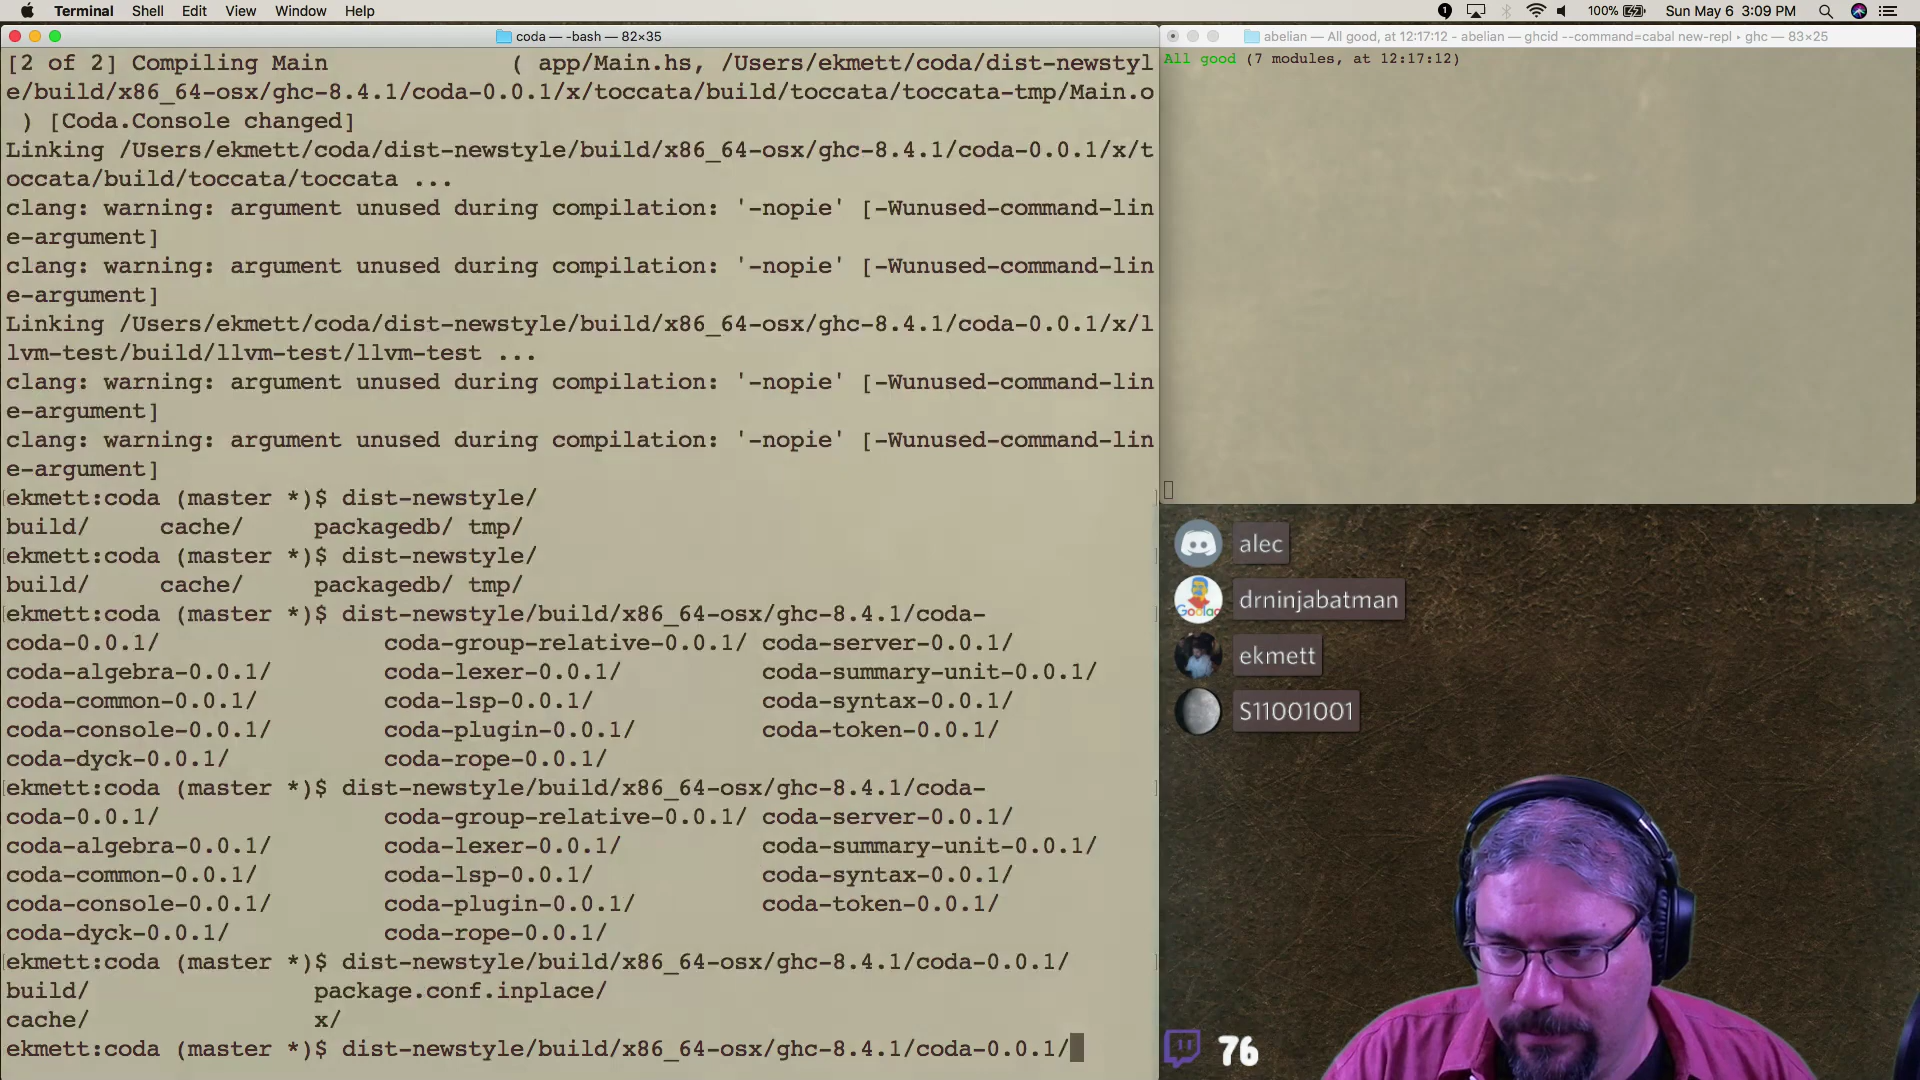 Terminal Shell Edit View Window Help
1 100% Sun May 6 3:09 PM
coda — -bash — 82×35
[2 of 2] Compiling Main ( app/Main.hs, /Users/ekmett/coda/dist-newstyl
e/build/x86_64-osx/ghc-8.4.1/coda-0.0.1/x/toccata/build/toccata/toccata-tmp/Main.o
) [Coda.Console changed]
Linking /Users/ekmett/coda/dist-newstyle/build/x86_64-osx/ghc-8.4.1/coda-0.0.1/x/t
occata/build/toccata/toccata ...
clang: warning: argument unused during compilation: '-nopie' [-Wunused-command-lin
e-argument]
clang: warning: argument unused during compilation: '-nopie' [-Wunused-command-lin
e-argument]
Linking /Users/ekmett/coda/dist-newstyle/build/x86_64-osx/ghc-8.4.1/coda-0.0.1/x/l
lvm-test/build/llvm-test/llvm-test ...
clang: warning: argument unused during compilation: '-nopie' [-Wunused-command-lin
e-argument]
clang: warning: argument unused during compilation: '-nopie' [-Wunused-command-lin
e-argument]
ekmett:coda (master *)$ dist-newstyle/
build/ cache/ packagedb/ tmp/
ekmett:coda (master *)$ dist-newstyle/
build/ cache/ packagedb/ tmp/
ekmett:coda (master *)$ dist-newstyle/build/x86_64-osx/ghc-8.4.1/coda-
coda-0.0.1/ coda-group-relative-0.0.1/ coda-server-0.0.1/
coda-algebra-0.0.1/ coda-lexer-0.0.1/ coda-summary-unit-0.0.1/
coda-common-0.0.1/ coda-lsp-0.0.1/ coda-syntax-0.0.1/
coda-console-0.0.1/ coda-plugin-0.0.1/ coda-token-0.0.1/
coda-dyck-0.0.1/ coda-rope-0.0.1/
ekmett:coda (master *)$ dist-newstyle/build/x86_64-osx/ghc-8.4.1/coda-
coda-0.0.1/ coda-group-relative-0.0.1/ coda-server-0.0.1/
coda-algebra-0.0.1/ coda-lexer-0.0.1/ coda-summary-unit-0.0.1/
coda-common-0.0.1/ coda-lsp-0.0.1/ coda-syntax-0.0.1/
coda-console-0.0.1/ coda-plugin-0.0.1/ coda-token-0.0.1/
coda-dyck-0.0.1/ coda-rope-0.0.1/
ekmett:coda (master *)$ dist-newstyle/build/x86_64-osx/ghc-8.4.1/coda-0.0.1/
build/ package.conf.inplace/
cache/ x/
ekmett:coda (master *)$ dist-newstyle/build/x86_64-osx/ghc-8.4.1/coda-0.0.1/
abelian — All good, at 12:17:12 - abelian — ghcid --command=cabal new-repl ‣ ghc — 83×25
All good (7 modules, at 12:17:12)
alec
drninjabatman
ekmett
S11001001
76